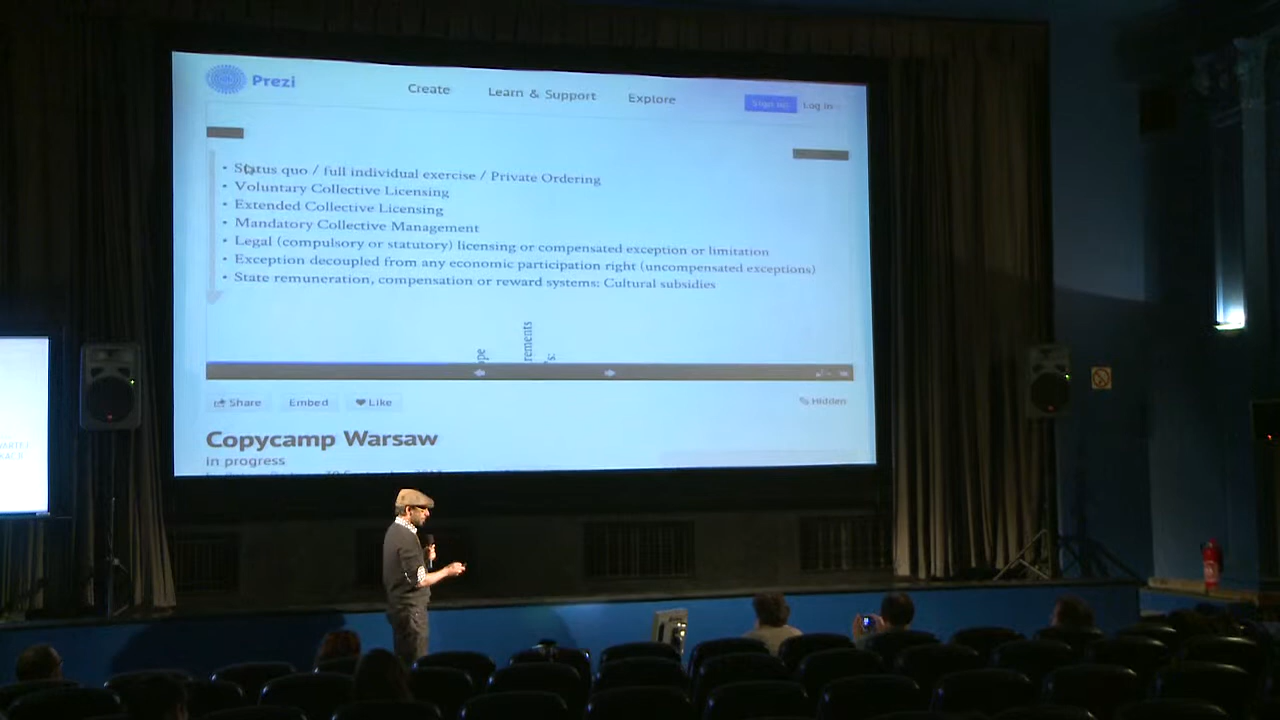 Prezi
Create
Learn & Support
Explore
Sign up
Log in
• Status quo / full individual exercise / Private Ordering
• Voluntary Collective Licensing
• Extended Collective Licensing
• Mandatory Collective Management
• Legal (compulsory or statutory) licensing or compensated exception or limitation
• Exception decoupled from any economic participation right (uncompensated exceptions)
• State remuneration, compensation or reward systems: Cultural subsidies
rements
Share
Embed
Like
Hidden
Copycamp Warsaw
in progress